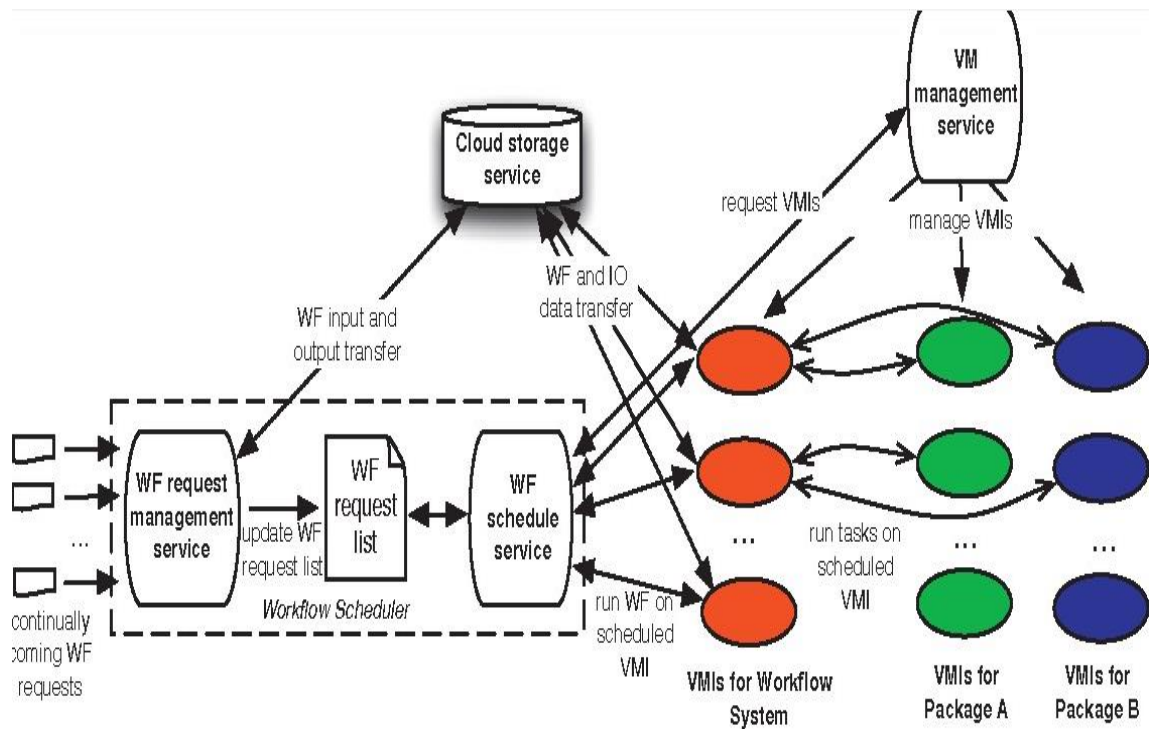 VM
management
service
Cloud storage
service
request VMIs
manage VMIs
WF and IO
data transfer
WF input and
output transfer
WF request
management
service
update WF
request list
WF
request
list
WF
schedule
service
Workflow Scheduler
...
continually
coming WF
requests
run WF on
scheduled
VMI
...
run tasks on
scheduled
VMI
...
...
VMIs for Workflow
System
VMIs for
Package A
VMIs for
Package B